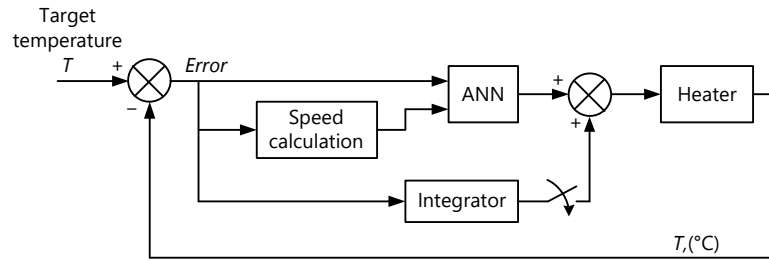 Target
temperature
T
+
Error
−
Speed
calculation
ANN
+
+
Heater
Integrator
T,(°C)